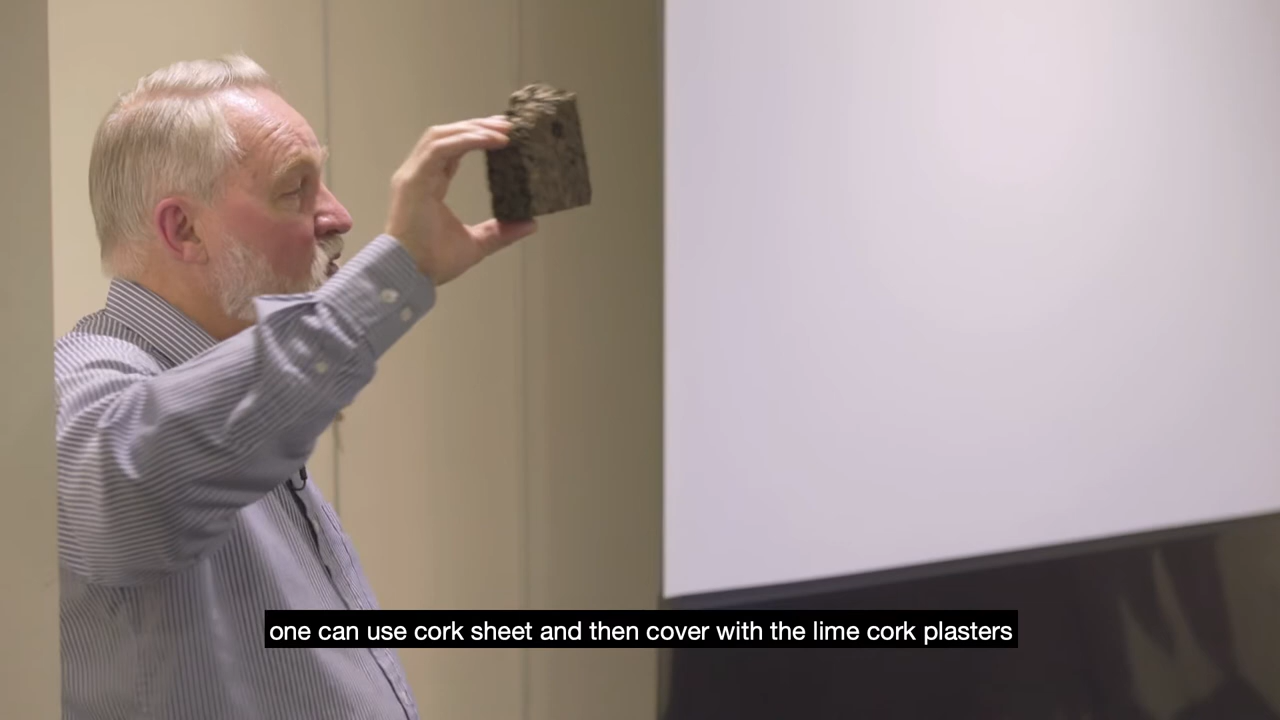 one can use cork sheet and then cover with the lime cork plasters